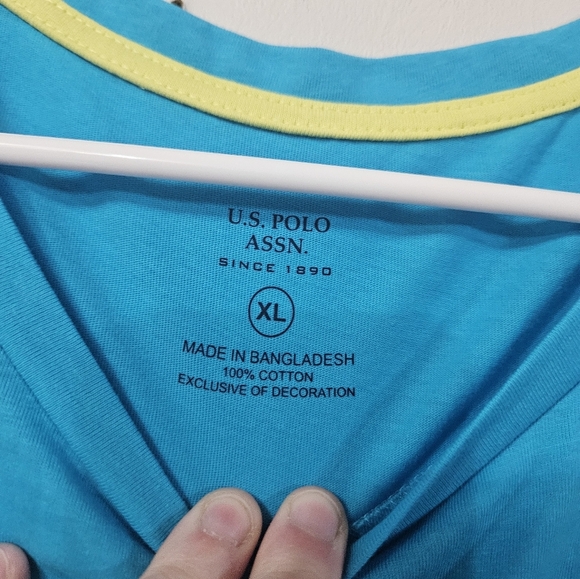 U.S. POLO
ASSN.
SINCE 1890
XL
MADE IN BANGLADESH
100% COTTON
EXCLUSIVE OF DECORATION